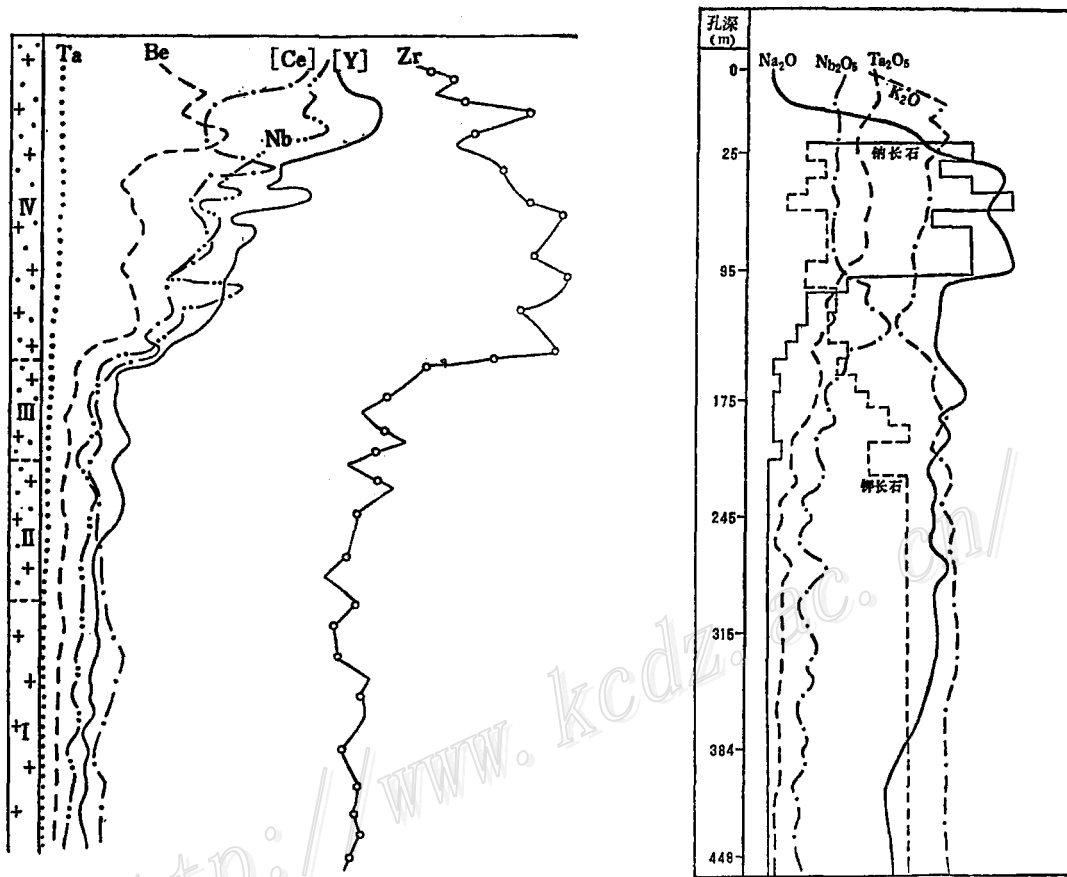 Ta Be [Ce] [Y] Zr
Nb
IV
III
II
I
孔深
(m)
Na₂O Nb₂O₅ Ta₂O₅
K₂O
0
25
95
175
245
315
384
448
钠长石
钾长石
http://www.kcdz.ac.cn/